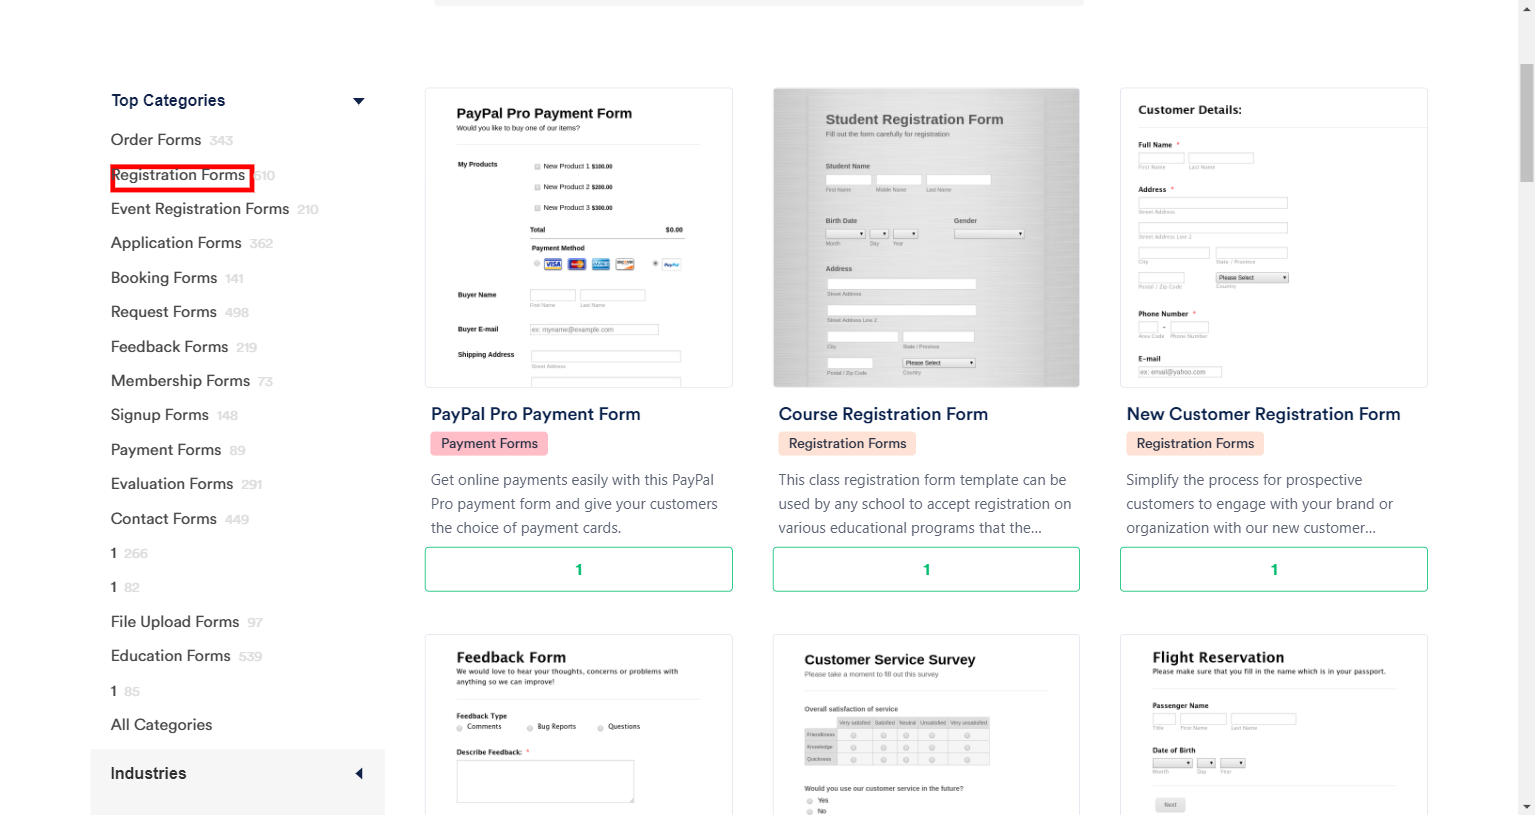 Top Categories
Order Forms 343
Registration Forms 510
Event Registration Forms 210
Application Forms 362
Booking Forms 141
Request Forms 498
Feedback Forms 219
Membership Forms 73
Signup Forms 148
Payment Forms 89
Evaluation Forms 291
Contact Forms 449
1 266
1 82
File Upload Forms 97
Education Forms 539
1 85
All Categories
Industries
PayPal Pro Payment Form
Would you like to buy one of our items?
My Products
New Product 1 $100.00
New Product 2 $200.00
New Product 3 $300.00
Total $0.00
Payment Method
VISA MasterCard DISCOVER PayPal
Buyer Name
First Name Last Name
Buyer E-mail ex: myname@example.com
Shipping Address
Street Address
PayPal Pro Payment Form
Payment Forms
Get online payments easily with this PayPal
Pro payment form and give your customers
the choice of payment cards.
1
Student Registration Form
Fill out the form carefully for registration
Student Name
First Name Middle Name Last Name
Birth Date Gender
Month Day Year
Address
Street Address
Street Address Line 2
City State / Province
Please Select
Postal / Zip Code Country
Course Registration Form
Registration Forms
This class registration form template can be
used by any school to accept registration on
various educational programs that the...
1
Customer Details:
Full Name *
First Name Last Name
Address *
Street Address
Street Address Line 2
City State / Province
Please Select
Postal / Zip Code Country
Phone Number *
-
Area Code Phone Number
E-mail
ex: email@yahoo.com
New Customer Registration Form
Registration Forms
Simplify the process for prospective
customers to engage with your brand or
organization with our new customer...
1
Feedback Form
We would love to hear your thoughts, concerns or problems with
anything so we can improve!
Feedback Type
Comments Bug Reports Questions
Describe Feedback: *
Customer Service Survey
Please take a moment to fill out this survey
Overall satisfaction of service
Very satisfied Satisfied Neutral Unsatisfied Very unsatisfied
Friendliness
Knowledge
Quickness
Would you use our customer service in the future?
Yes
No
Flight Reservation
Please make sure that you fill in the name which is in your passport.
Passenger Name
Title First Name Last Name
Date of Birth
Month Day Year
Next